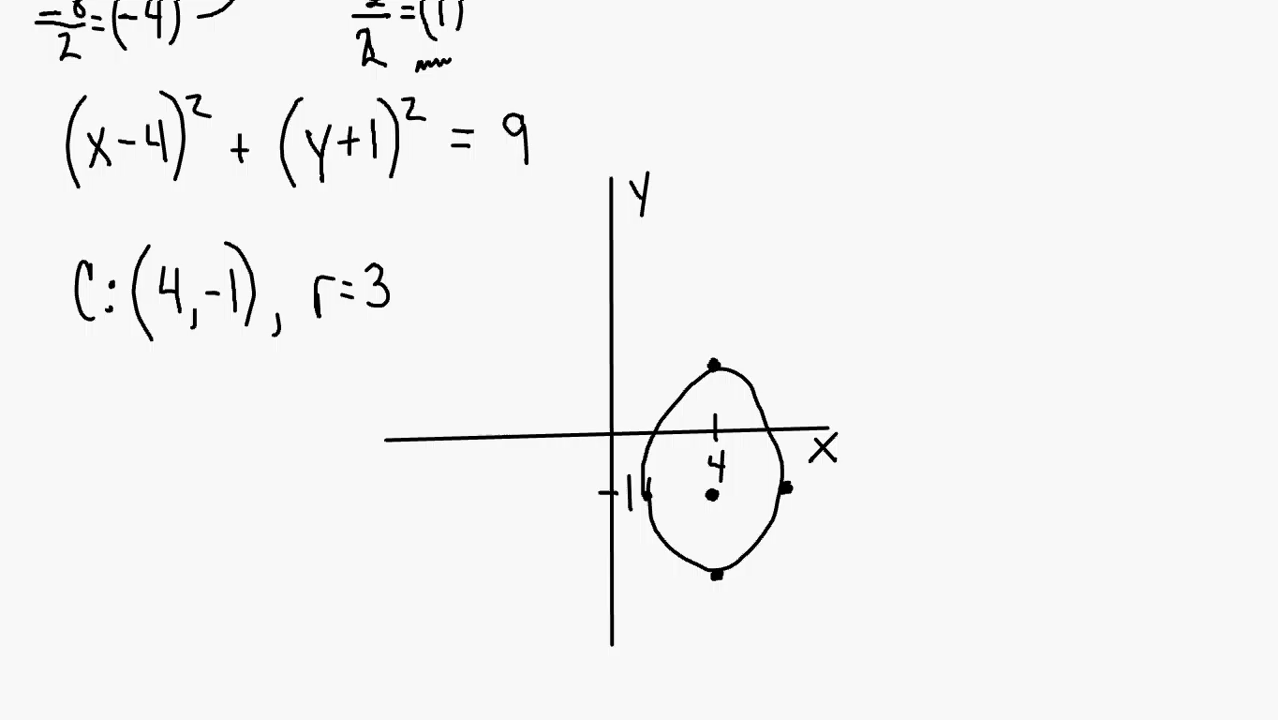 -8/2 = (-4) 2/2 = (1)
(x-4)² + (y+1)² = 9
C: (4,-1), r=3
y
x
4
-1